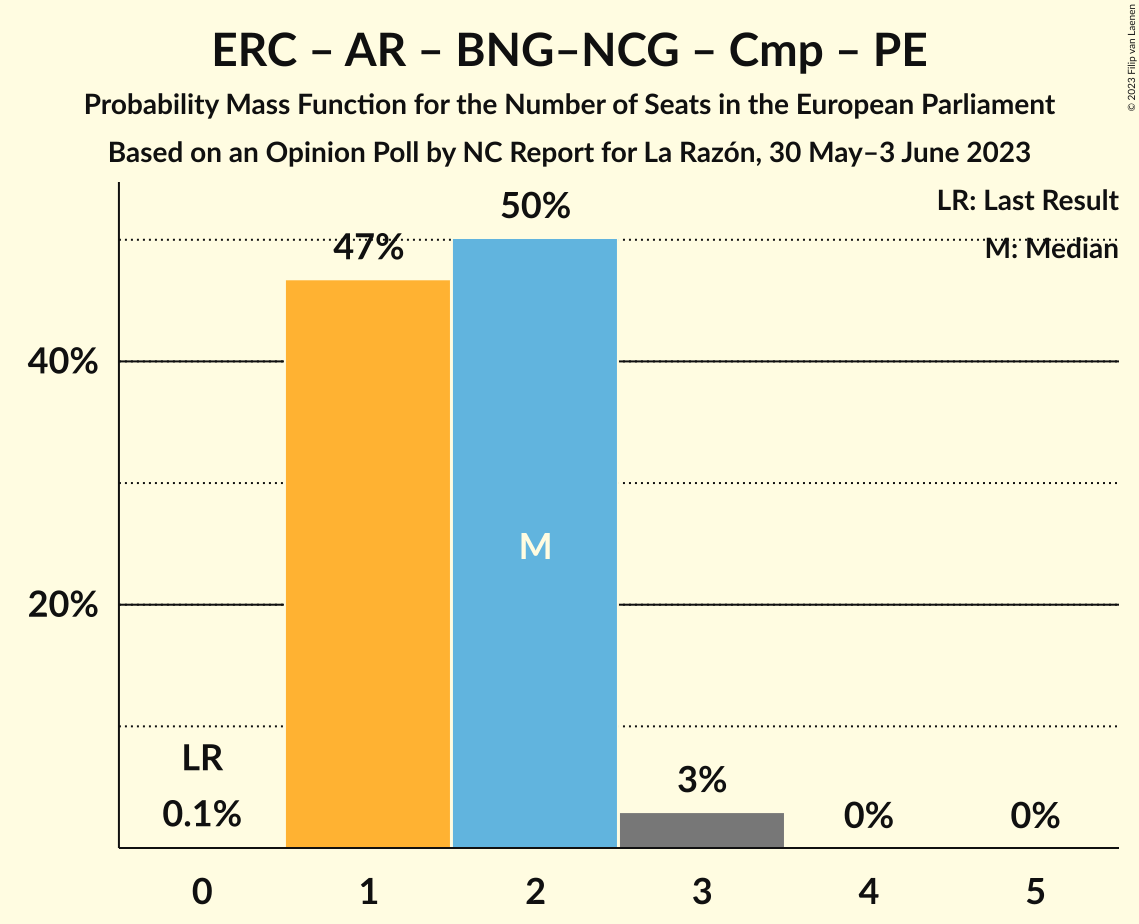 ERC – AR – BNG–NCG – Cmp – PE
Probability Mass Function for the Number of Seats in the European Parliament
Based on an Opinion Poll by NC Report for La Razón, 30 May–3 June 2023
© 2023 Filip van Laenen
LR: Last Result
M: Median
50%
47%
40%
M
20%
LR
0.1%
3%
0%
0%
0
1
2
3
4
5